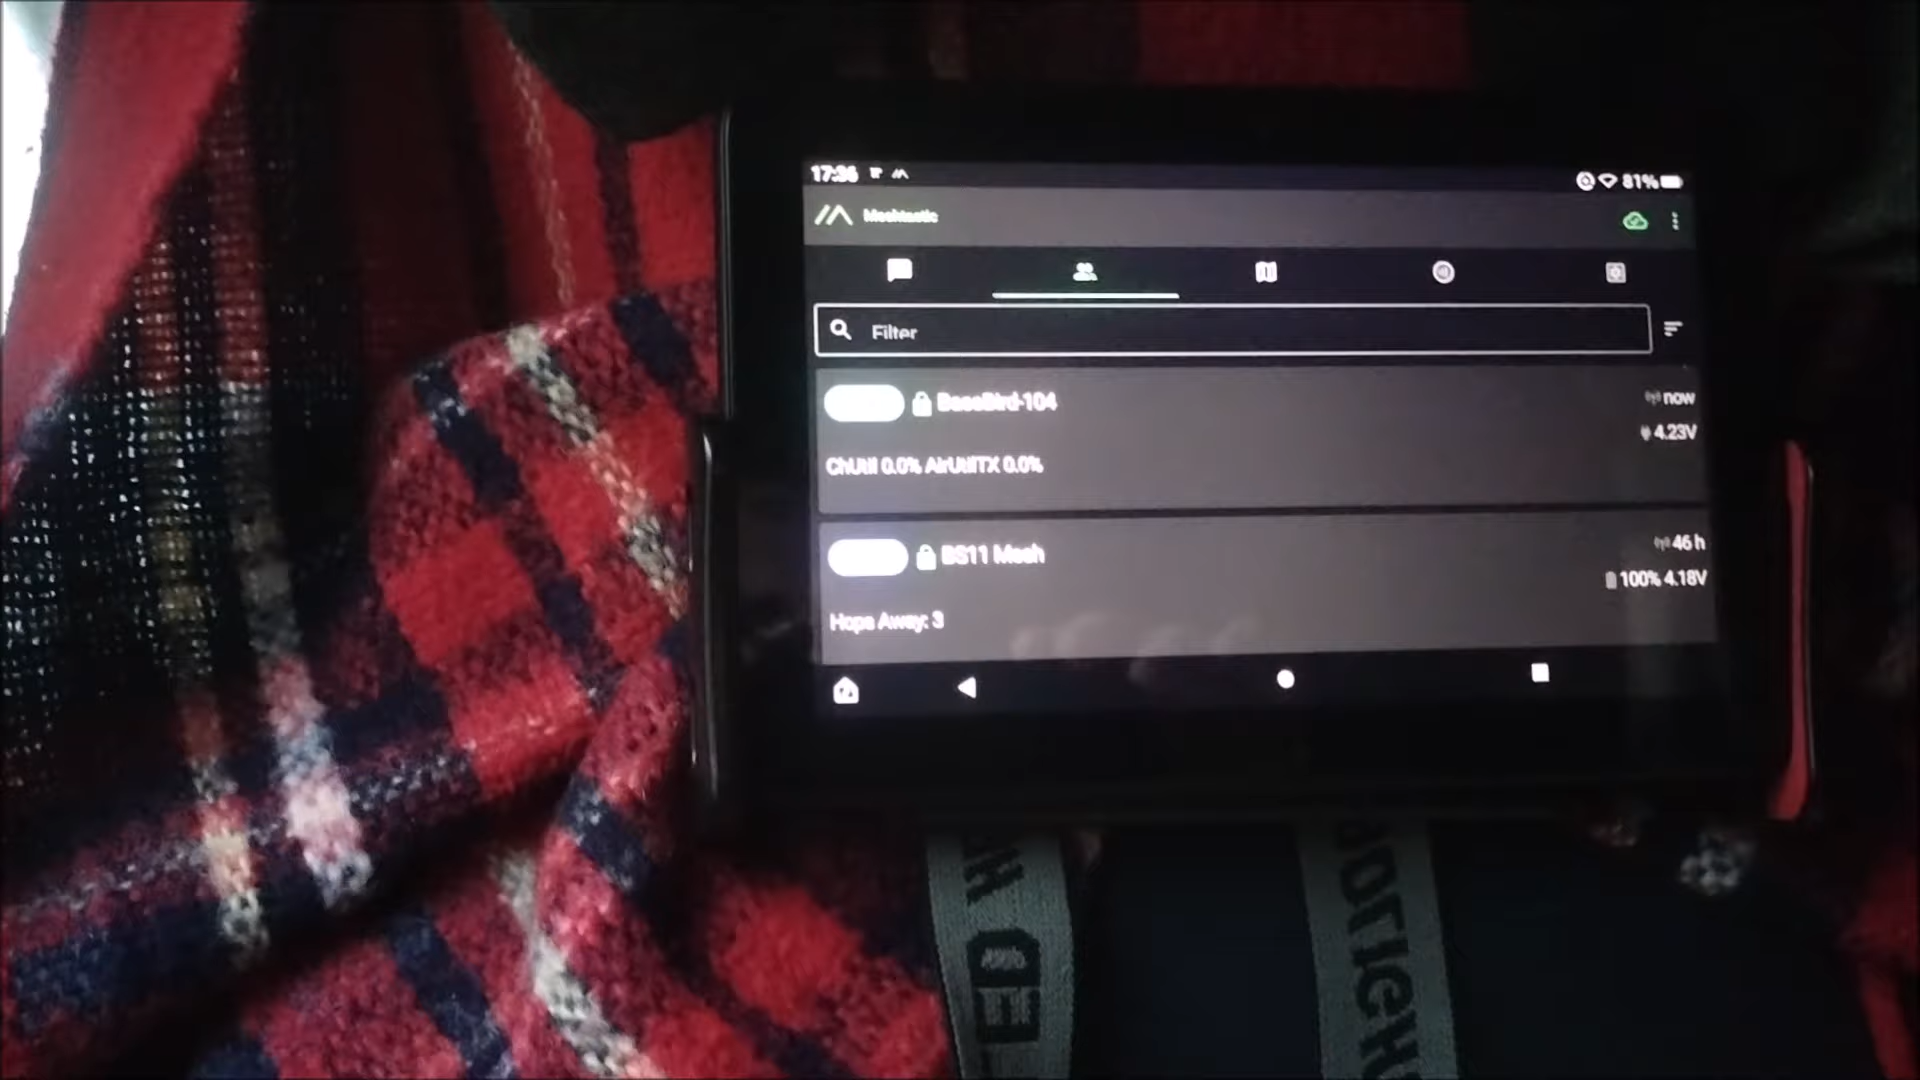 17:36
81%
Meshtastic
Filter
BaseBird-104
now
4.23V
ChUtil 0.0% AirUtilTX 0.0%
BS11 Mesh
46 h
100% 4.18V
Hops Away: 3